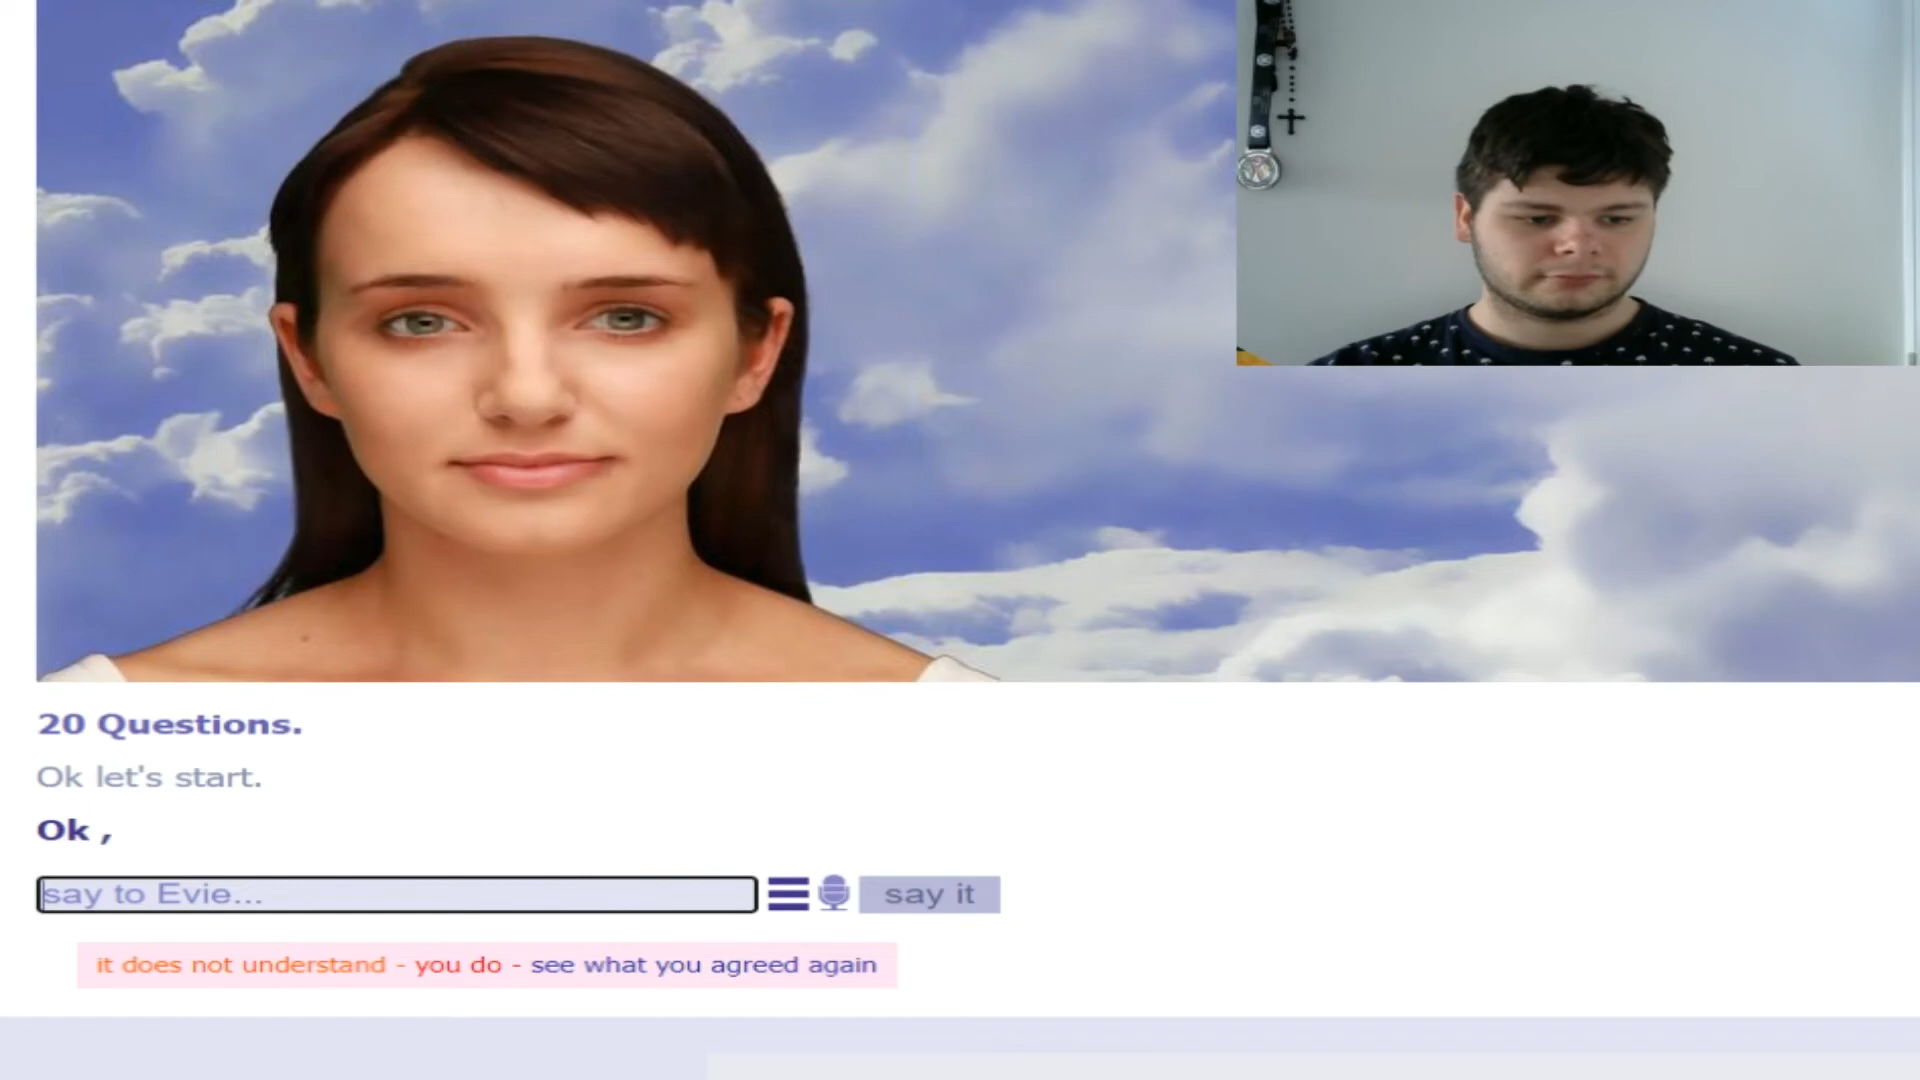 20 Questions.
Ok let's start.
Ok ,
say to Evie...
say it
it does not understand - you do - see what you agreed again